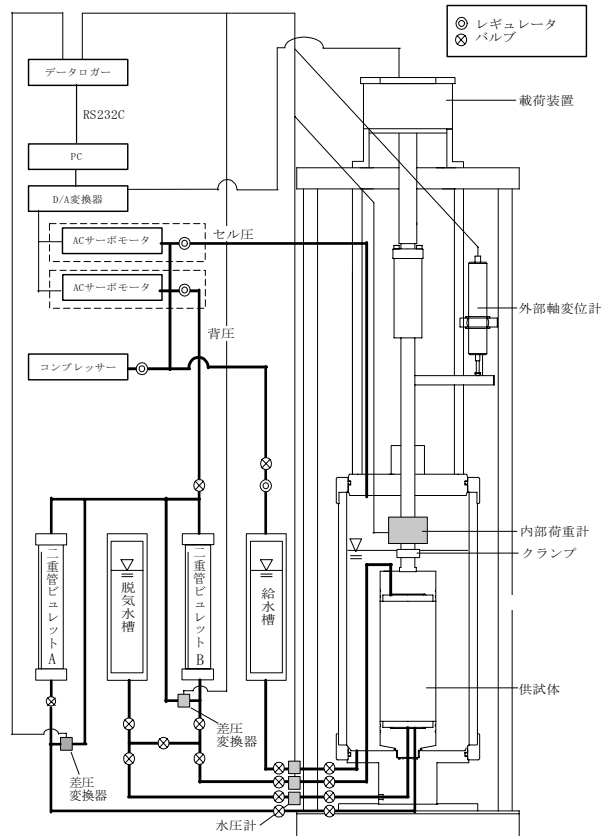 レギュレータ
バルブ
データロガー
載荷装置
RS232C
PC
D/A変換器
セル圧
ACサーボモータ
ACサーボモータ
外部軸変位計
背圧
コンプレッサー
内部荷重計
クランプ
二重管ビュレットA
脱気水槽
二重管ビュレットB
給水槽
供試体
差圧
変換器
差圧
変換器
水圧計